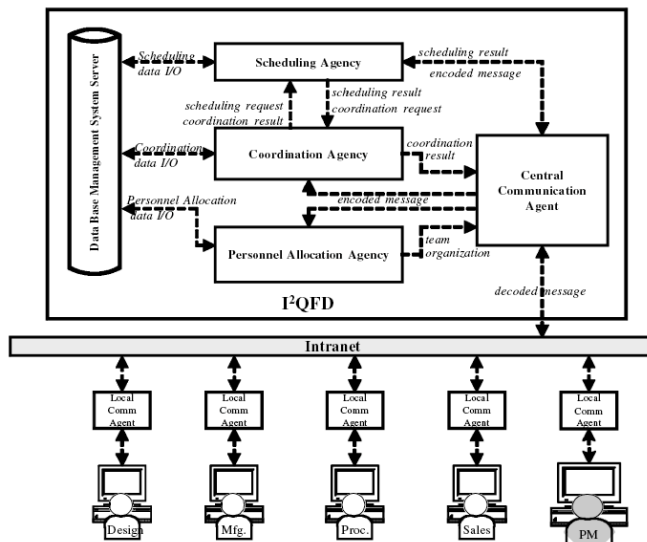 Data Base Management System Server
Scheduling
data I/O
Scheduling Agency
scheduling result
encoded message
scheduling request
coordination result
scheduling result
coordination request
Coordination
data I/O
Coordination Agency
coordination
result
Central
Communication
Agent
Personnel Allocation
data I/O
encoded message
Personnel Allocation Agency
team
organization
decoded message
I²QFD
Intranet
Local
Comm
Agent
Local
Comm
Agent
Local
Comm
Agent
Local
Comm
Agent
Local
Comm
Agent
Design
Mfg.
Proc.
Sales
PM